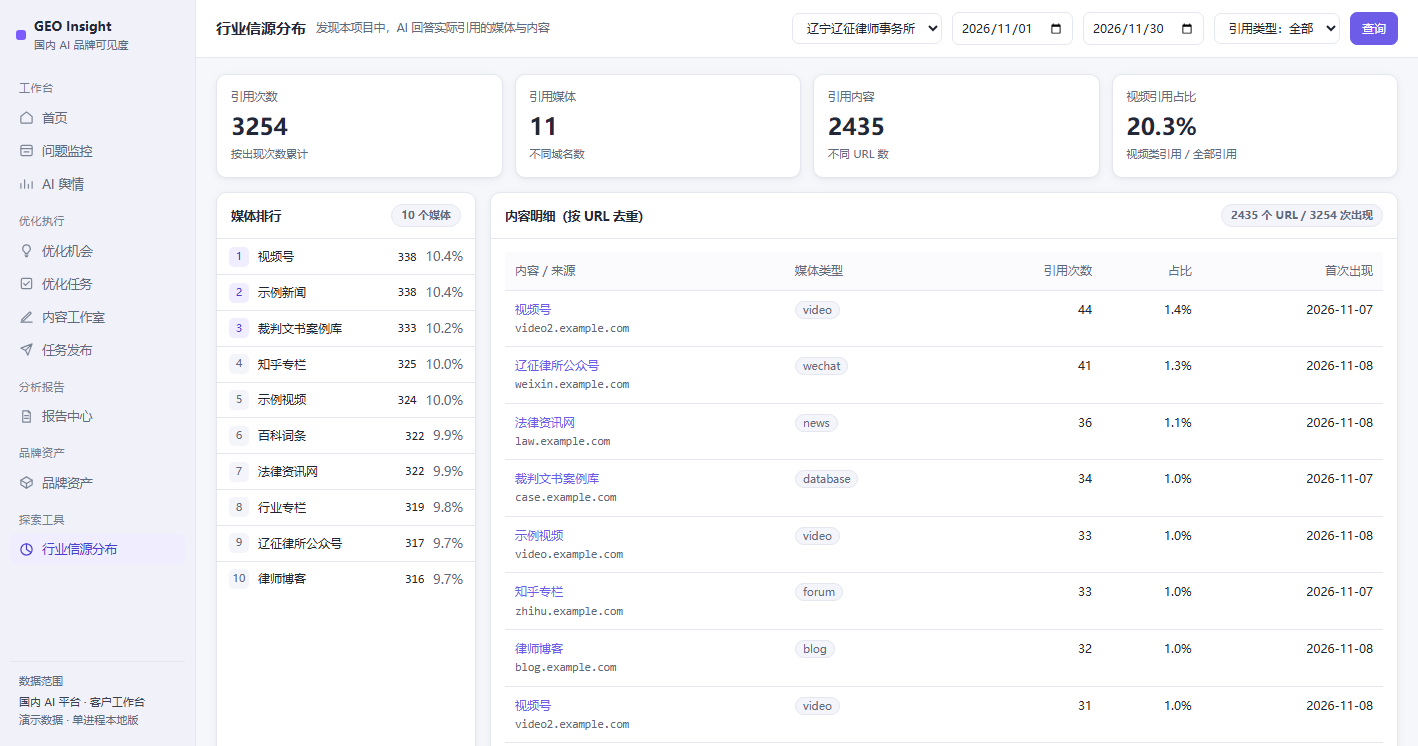 GEO Insight
国内 AI 品牌可见度
工作台
首页
问题监控
AI 舆情
优化执行
优化机会
优化任务
内容工作室
任务发布
分析报告
报告中心
品牌资产
品牌资产
探索工具
行业信源分布
数据范围
国内 AI 平台 · 客户工作台
演示数据 · 单进程本地版
行业信源分布 发现本项目中，AI 回答实际引用的媒体与内容
辽宁辽征律师事务所 2026/11/01 2026/11/30 引用类型：全部 查询
引用次数
3254
按出现次数累计
引用媒体
11
不同域名数
引用内容
2435
不同 URL 数
视频引用占比
20.3%
视频类引用 / 全部引用
媒体排行 10 个媒体
1 视频号 338 10.4%
2 示例新闻 338 10.4%
3 裁判文书案例库 333 10.2%
4 知乎专栏 325 10.0%
5 示例视频 324 10.0%
6 百科词条 322 9.9%
7 法律资讯网 322 9.9%
8 行业专栏 319 9.8%
9 辽征律所公众号 317 9.7%
10 律师博客 316 9.7%
内容明细（按 URL 去重） 2435 个 URL / 3254 次出现
内容 / 来源 媒体类型 引用次数 占比 首次出现
视频号 video 44 1.4% 2026-11-07
video2.example.com
辽征律所公众号 wechat 41 1.3% 2026-11-08
weixin.example.com
法律资讯网 news 36 1.1% 2026-11-08
law.example.com
裁判文书案例库 database 34 1.0% 2026-11-07
case.example.com
示例视频 video 33 1.0% 2026-11-08
video.example.com
知乎专栏 forum 33 1.0% 2026-11-07
zhihu.example.com
律师博客 blog 32 1.0% 2026-11-08
blog.example.com
视频号 video 31 1.0% 2026-11-08
video2.example.com